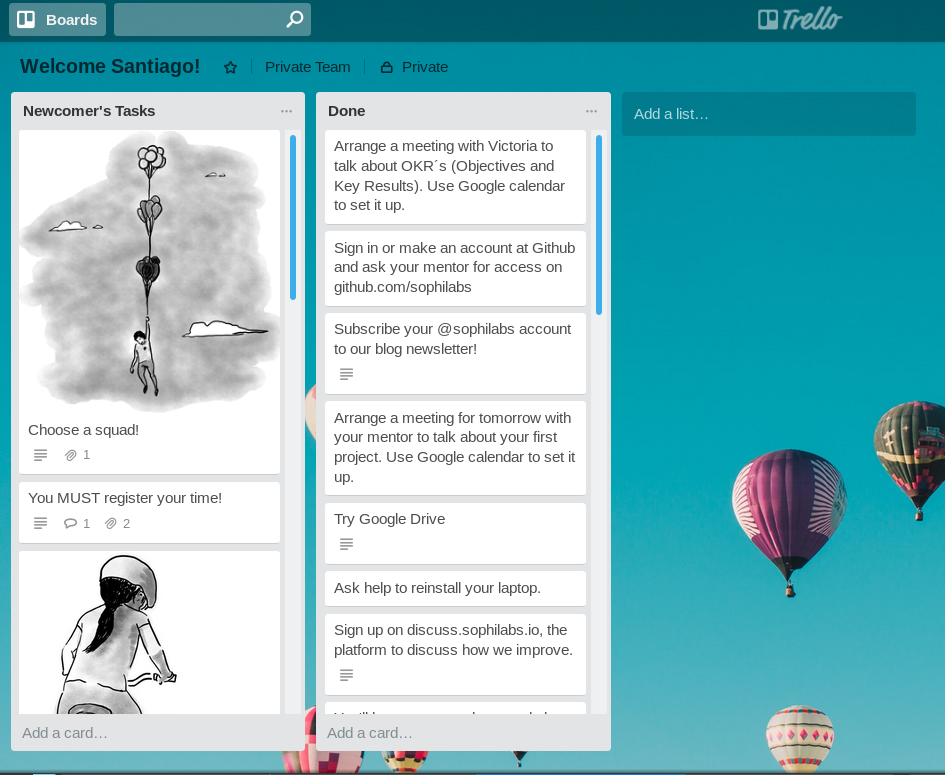 Boards
Trello
Welcome Santiago!
Private Team
Private
Newcomer's Tasks
Choose a squad!
1
You MUST register your time!
1
2
Add a card…
Done
Arrange a meeting with Victoria to
talk about OKR´s (Objectives and
Key Results). Use Google calendar
to set it up.
Sign in or make an account at Github
and ask your mentor for access on
github.com/sophilabs
Subscribe your @sophilabs account
to our blog newsletter!
Arrange a meeting for tomorrow with
your mentor to talk about your first
project. Use Google calendar to set it
up.
Try Google Drive
Ask help to reinstall your laptop.
Sign up on discuss.sophilabs.io, the
platform to discuss how we improve.
Add a card…
Add a list…